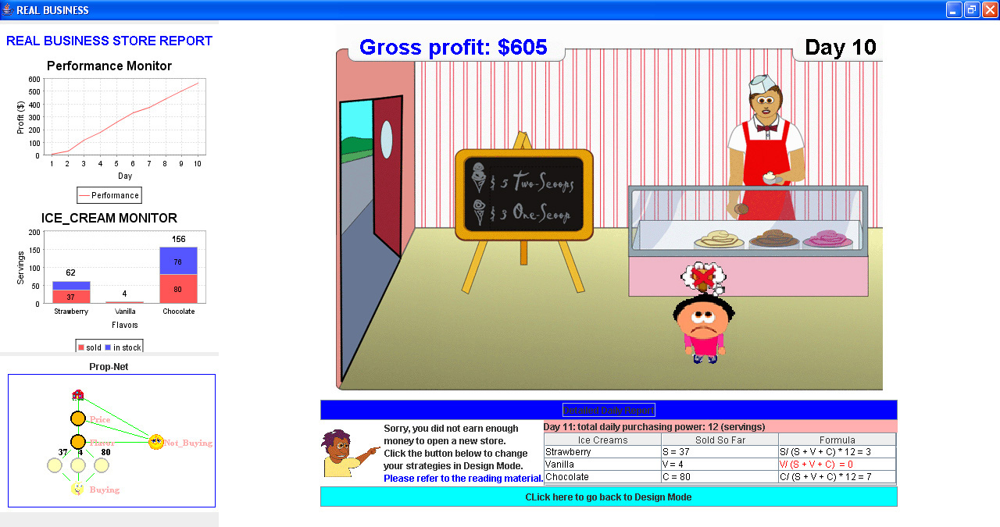 REAL BUSINESS
REAL BUSINESS STORE REPORT
Performance Monitor
600
500
400
300
200
100
0
Profit ($)
1 2 3 4 5 6 7 8 9 10
Day
Performance
ICE_CREAM MONITOR
200
150
100
50
0
Servings
62
37
4
156
76
80
Strawberry Vanilla Chocolate
Flavors
sold in stock
Prop-Net
Price
Flavor
Not_Buying
37 4 80
Buying
Gross profit: $605
Day 10
$ 5 Two-Scoops
$ 3 One-Scoop
Detailed Daily Report
Sorry, you did not earn enough
money to open a new store.
Click the button below to change
your strategies in Design Mode.
Please refer to the reading material.
Day 11: total daily purchasing power: 12 (servings)
Ice Creams Sold So Far Formula
Strawberry S = 37 S/ (S + V + C) * 12 = 3
Vanilla V = 4 V/ (S + V + C) = 0
Chocolate C = 80 C/ (S + V + C) * 12 = 7
CLick here to go back to Design Mode